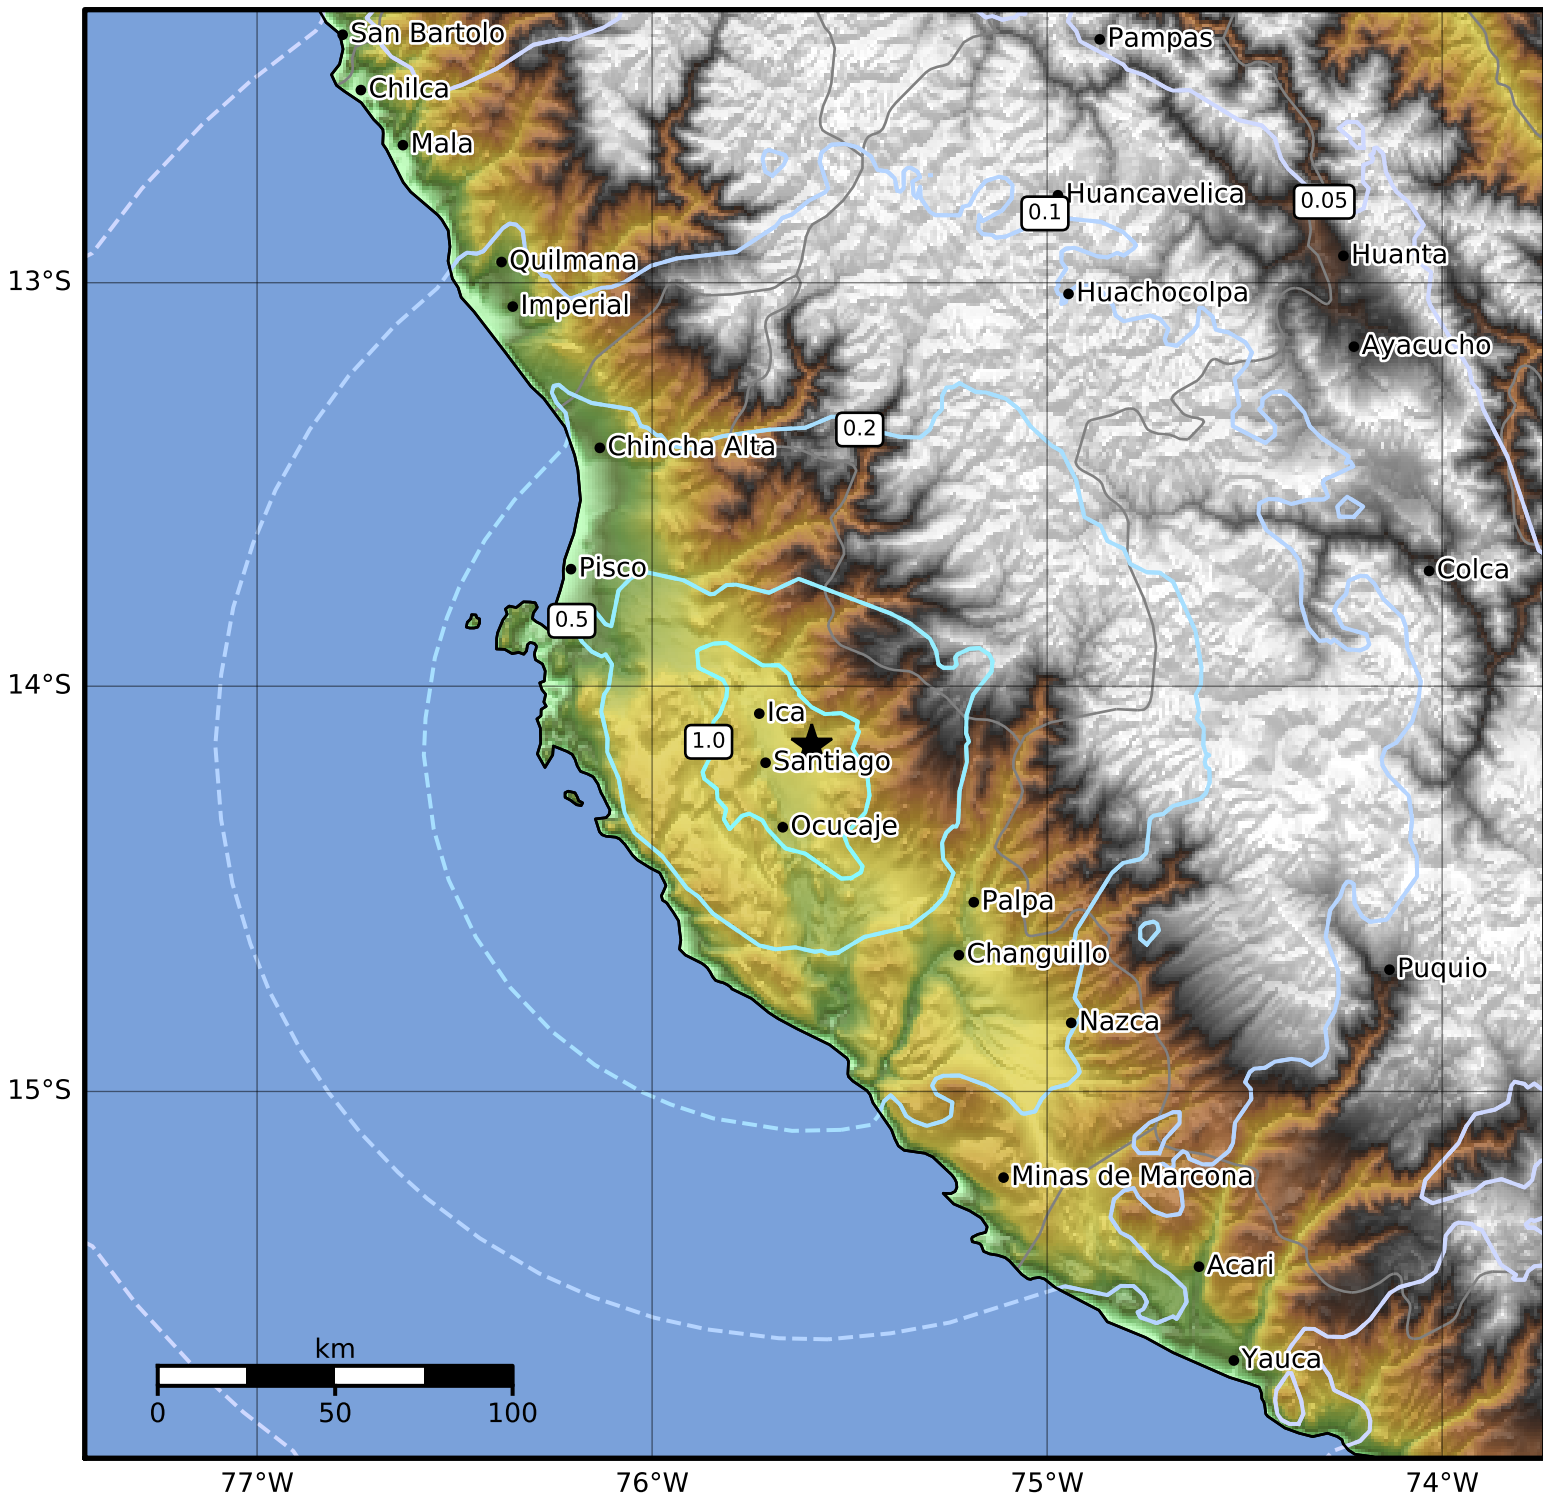 San Bartolo
Pampas
Chilca
Mala
Huancavelica
0.05
0.1
Huanta
Quilmana
13°S
Huachocolpa
Imperial
Ayacucho
0.2
Chincha Alta
Pisco
Colca
0.5
14°S
Ica
1.0
Santiago
Ocucaje
Palpa
Changuillo
Puquio
Nazca
15°S
Minas de Marcona
Acari
km
Yauca
0 50 100
77°W 76°W 75°W 74°W